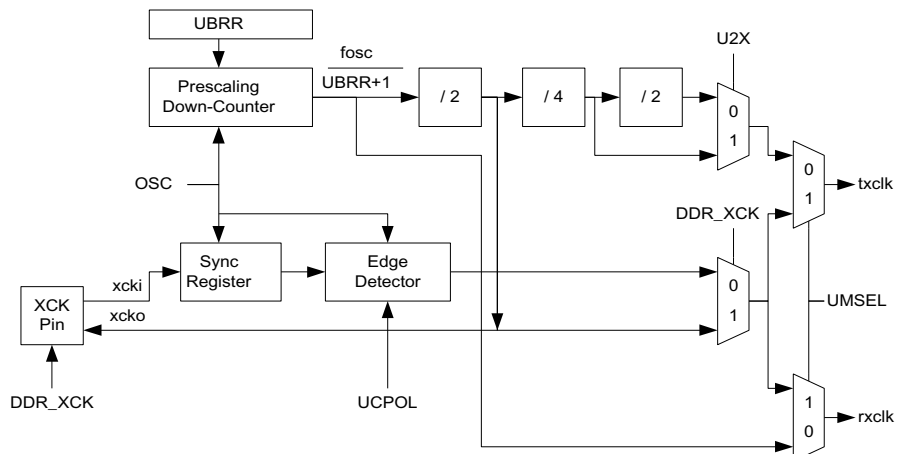 UBRR
fosc
U2X
Prescaling
Down-Counter
UBRR+1
/ 2
/ 4
/ 2
0
1
OSC
0
1
txclk
DDR_XCK
Sync
Register
Edge
Detector
xcki
0
1
XCK
Pin
xcko
UMSEL
DDR_XCK
UCPOL
1
0
rxclk